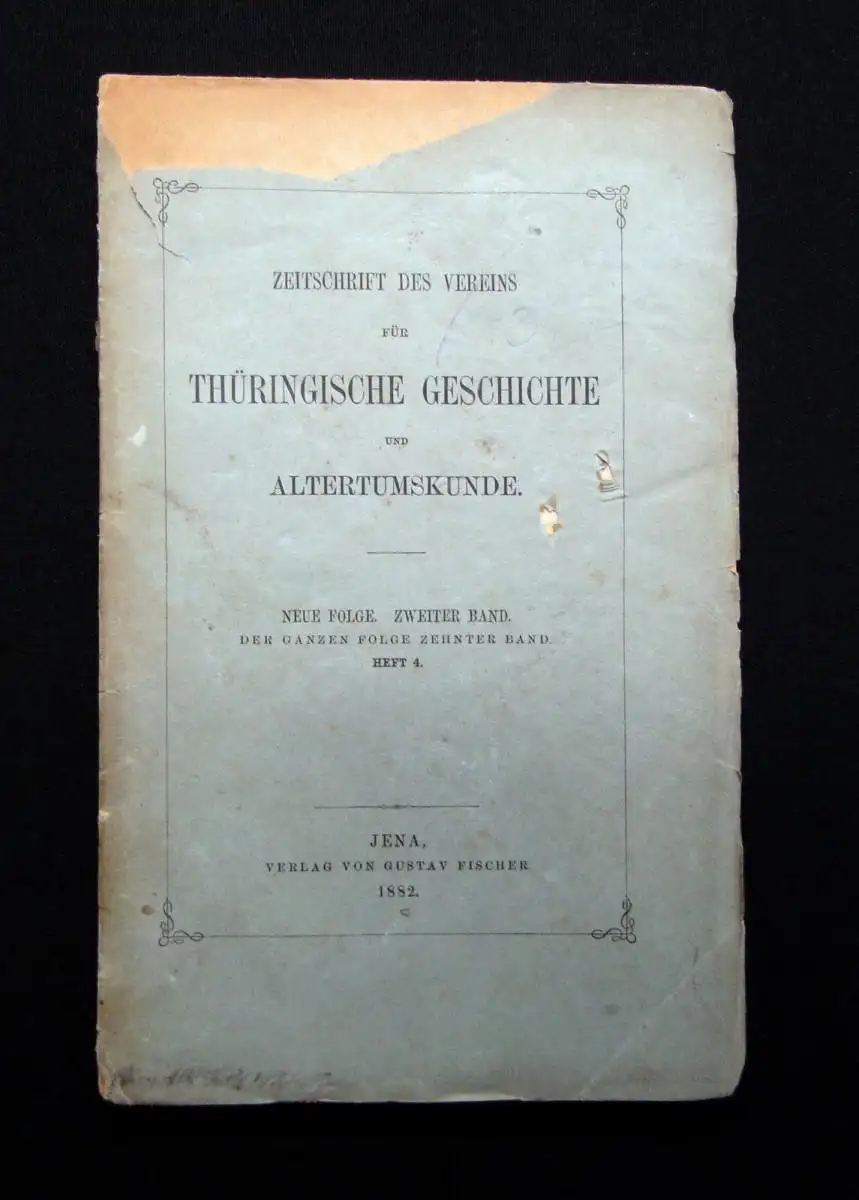 ZEITSCHRIFT DES VEREINS
FÜR
THÜRINGISCHE GESCHICHTE
UND
ALTERTUMSKUNDE.
NEUE FOLGE. ZWEITER BAND.
DER GANZEN FOLGE ZEHNTER BAND.
HEFT 4.
JENA,
VERLAG VON GUSTAV FISCHER
1882.